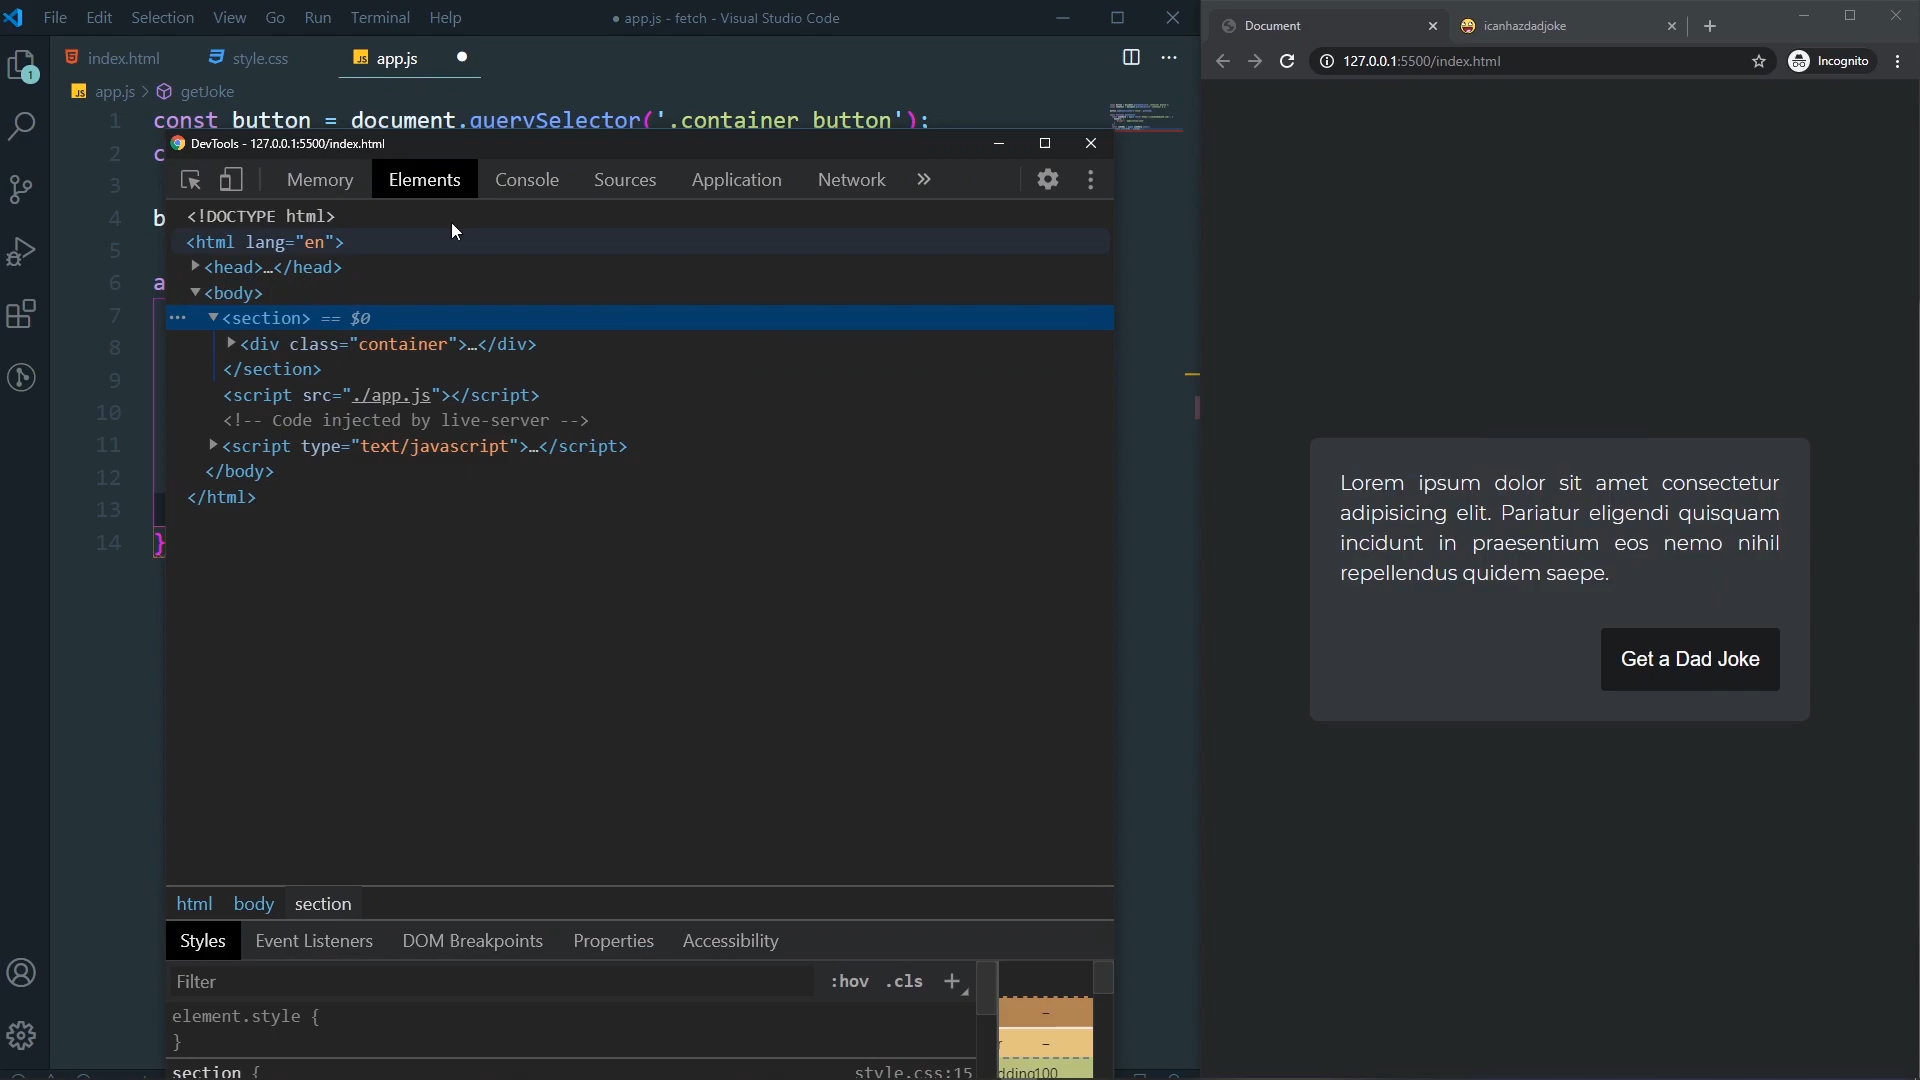 File Edit Selection View Go Run Terminal Help
● app.js - fetch - Visual Studio Code
index.html style.css JS app.js
JS app.js > getJoke
1 const button = document.querySelector('.container button');
2 c
3
4 b
5
6 a
7
8
9
10
11
12
13
14 }
1
DevTools - 127.0.0.1:5500/index.html
Memory Elements Console Sources Application Network »
<!DOCTYPE html>
<html lang="en">
<head>…</head>
<body>
… <section> == $0
<div class="container">…</div>
</section>
<script src="./app.js"></script>
<!-- Code injected by live-server -->
<script type="text/javascript">…</script>
</body>
</html>
html body section
Styles Event Listeners DOM Breakpoints Properties Accessibility
Filter :hov .cls +
element.style {
}
section { style.css:15
–
–
dding100
Document icanhazdadjoke
127.0.0.1:5500/index.html Incognito
Lorem ipsum dolor sit amet consectetur
adipisicing elit. Pariatur eligendi quisquam
incidunt in praesentium eos nemo nihil
repellendus quidem saepe.
Get a Dad Joke